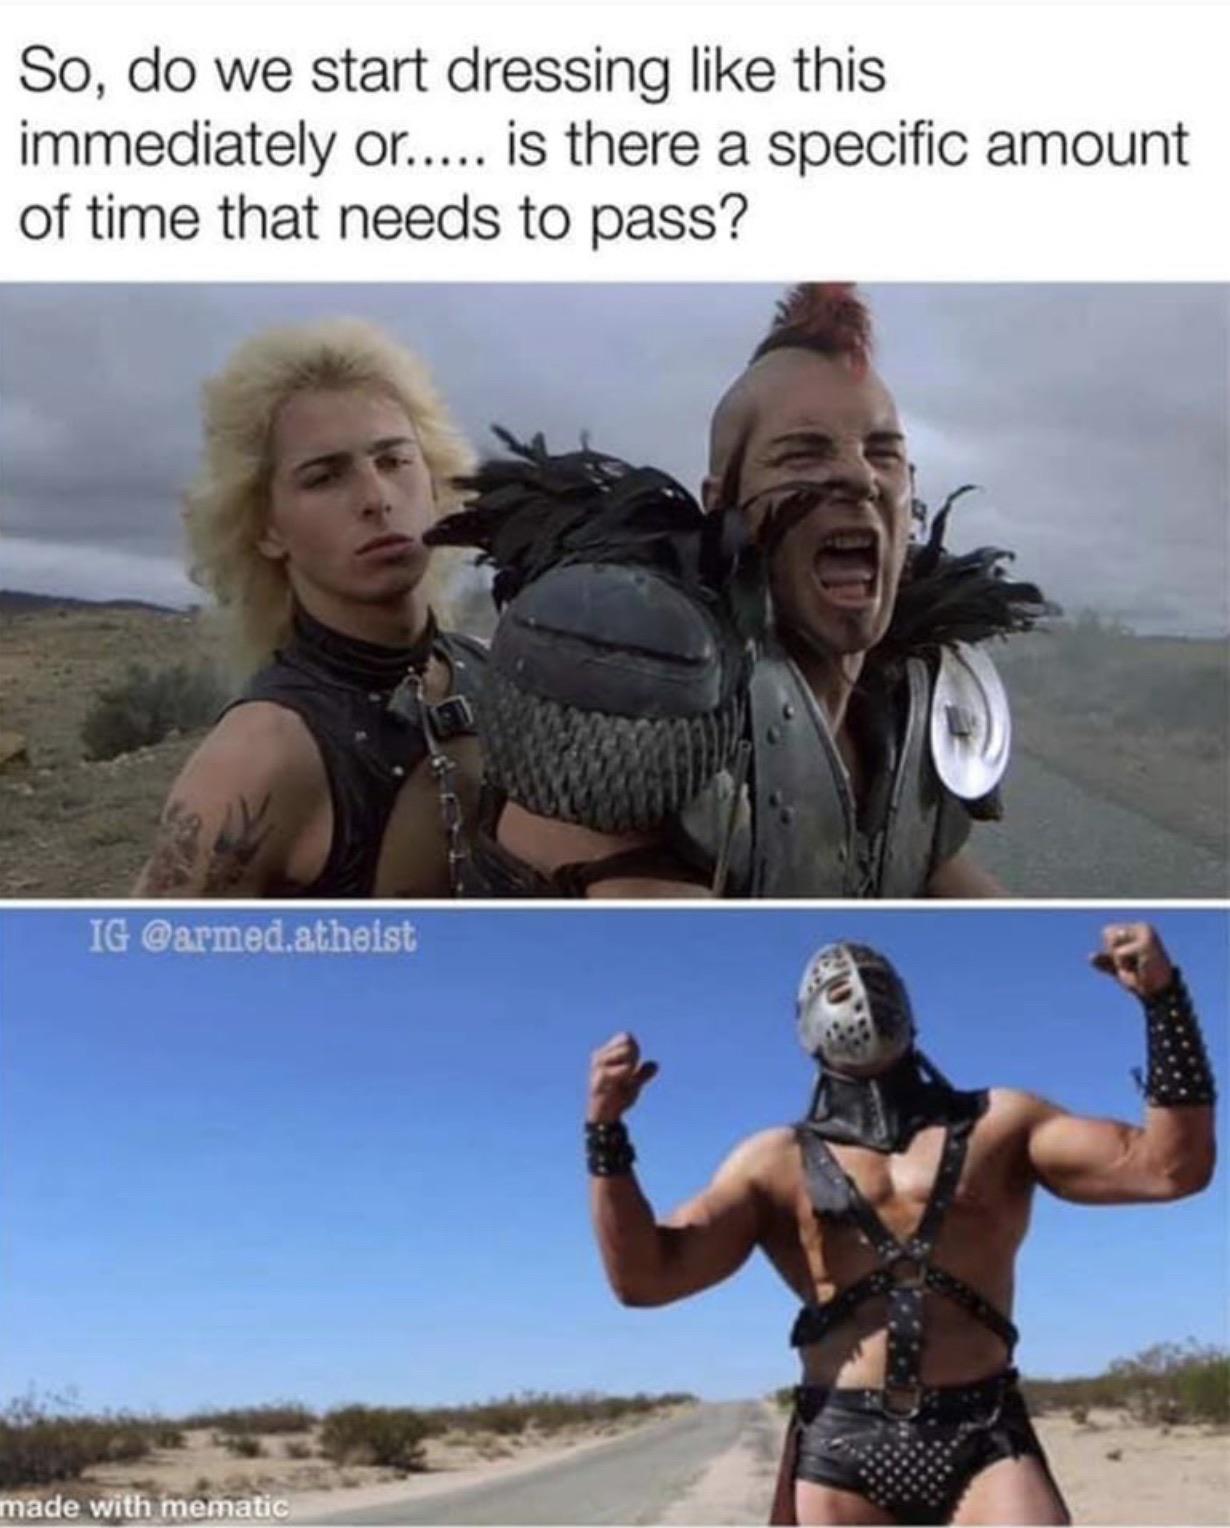 So, do we start dressing like this
immediately or..... is there a specific amount
of time that needs to pass?
IG @armed.atheist
made with mematic